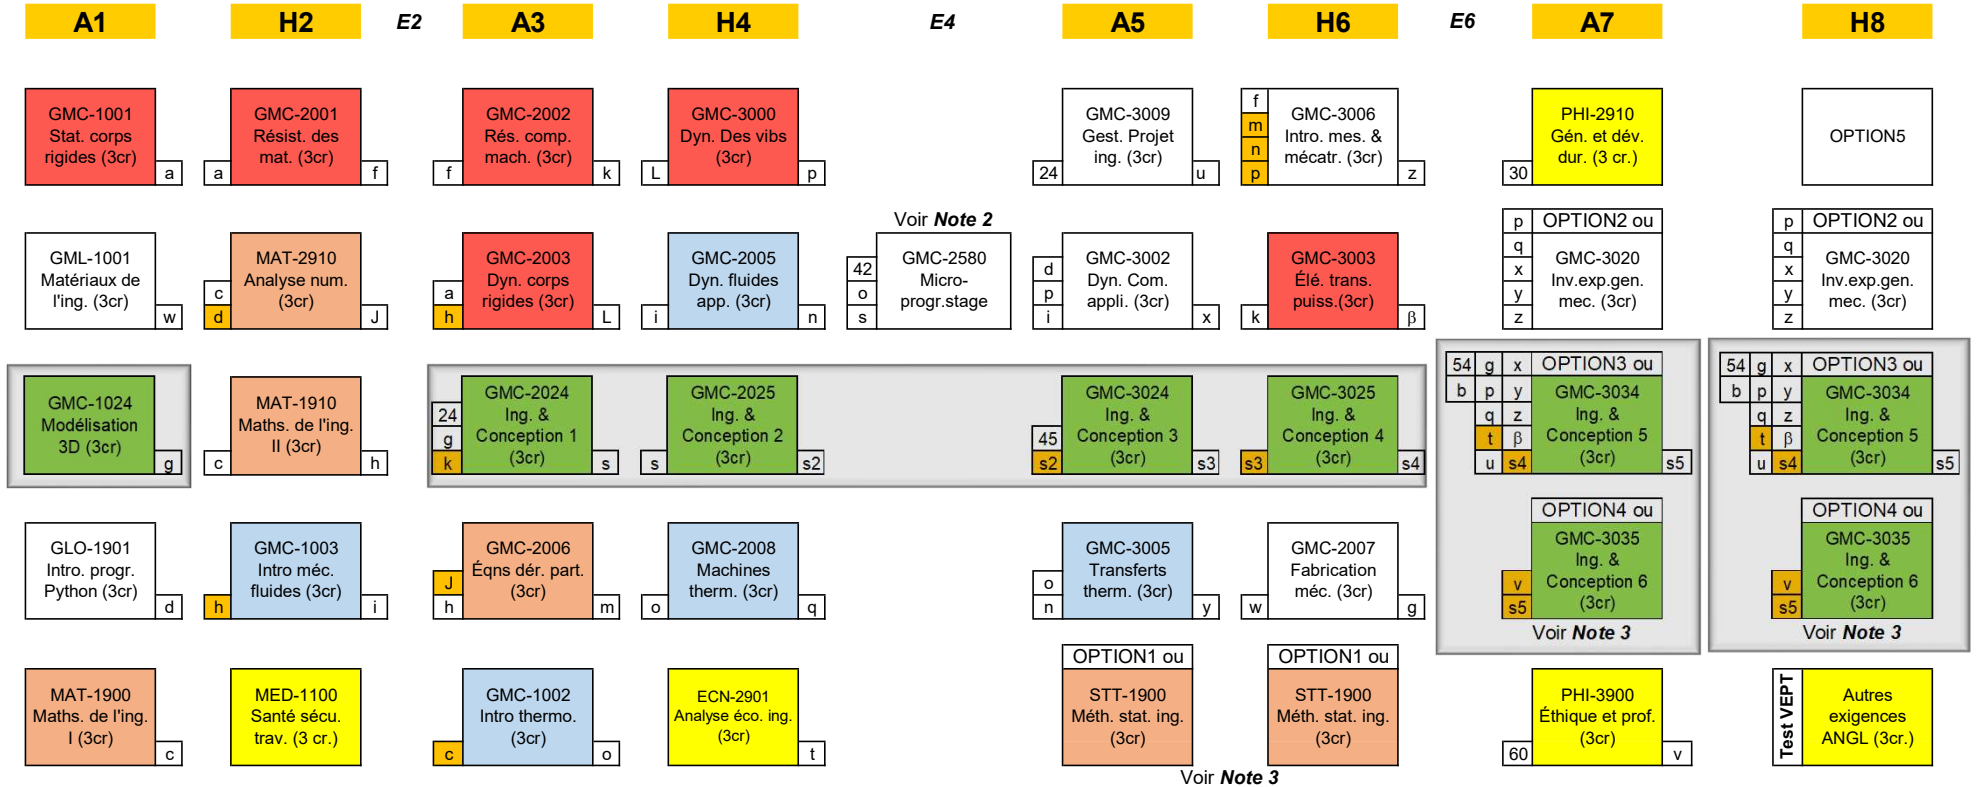 A1 H2 E2 A3 H4 E4 A5 H6 E6 A7 H8
GMC-1001
Stat. corps
rigides (3cr)
a
a
GMC-2001
Résist. des
mat. (3cr)
f
f
GMC-2002
Rés. comp.
mach. (3cr)
k
L
GMC-3000
Dyn. Des vibs
(3cr)
p
24
GMC-3009
Gest. Projet
ing. (3cr)
u
f
m
n
p
GMC-3006
Intro. mes. &
mécatr. (3cr)
z
30
PHI-2910
Gén. et dév.
dur. (3 cr.)
OPTION5
GML-1001
Matériaux de
l'ing. (3cr)
w
c
d
MAT-2910
Analyse num.
(3cr)
J
a
h
GMC-2003
Dyn. corps
rigides (3cr)
L
i
GMC-2005
Dyn. fluides
app. (3cr)
n
Voir Note 2
42
o
s
GMC-2580
Micro-
progr.stage
d
p
i
GMC-3002
Dyn. Com.
appli. (3cr)
x
k
GMC-3003
Élé. trans.
puiss.(3cr)
β
p
q
x
y
z
OPTION2 ou
GMC-3020
Inv.exp.gen.
mec. (3cr)
p
q
x
y
z
OPTION2 ou
GMC-3020
Inv.exp.gen.
mec. (3cr)
GMC-1024
Modélisation
3D (3cr)
g
c
MAT-1910
Maths. de l'ing.
II (3cr)
h
24
g
k
GMC-2024
Ing. &
Conception 1
(3cr)
s
s
GMC-2025
Ing. &
Conception 2
(3cr)
s2
45
s2
GMC-3024
Ing. &
Conception 3
(3cr)
s3
s3
GMC-3025
Ing. &
Conception 4
(3cr)
s4
54 g x
b p y
q z
t β
u s4
OPTION3 ou
GMC-3034
Ing. &
Conception 5
(3cr)
s5
54 g x
b p y
q z
t β
u s4
OPTION3 ou
GMC-3034
Ing. &
Conception 5
(3cr)
s5
GLO-1901
Intro. progr.
Python (3cr)
d
h
GMC-1003
Intro méc.
fluides (3cr)
i
J
h
GMC-2006
Éqns dér. part.
(3cr)
m
o
GMC-2008
Machines
therm. (3cr)
q
o
n
GMC-3005
Transferts
therm. (3cr)
y
w
GMC-2007
Fabrication
méc. (3cr)
g
v
s5
OPTION4 ou
GMC-3035
Ing. &
Conception 6
(3cr)
Voir Note 3
v
s5
OPTION4 ou
GMC-3035
Ing. &
Conception 6
(3cr)
Voir Note 3
MAT-1900
Maths. de l'ing.
I (3cr)
c
MED-1100
Santé sécu.
trav. (3 cr.)
c
GMC-1002
Intro thermo.
(3cr)
o
ECN-2901
Analyse éco. ing.
(3cr)
t
OPTION1 ou
STT-1900
Méth. stat. ing.
(3cr)
OPTION1 ou
STT-1900
Méth. stat. ing.
(3cr)
Voir Note 3
60
PHI-3900
Éthique et prof.
(3cr)
v
Test VEPT
Autres
exigences
ANGL (3cr.)